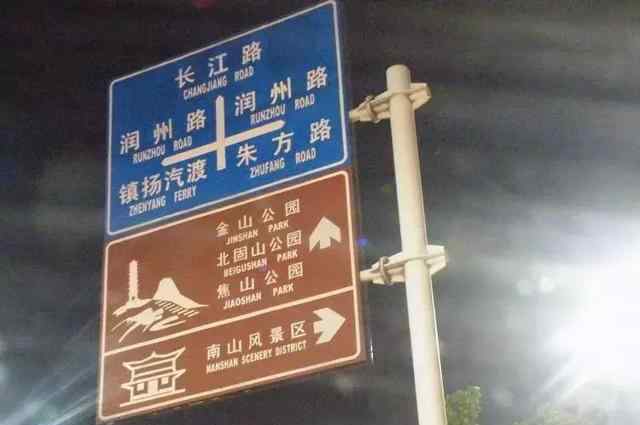 长江路
CHANGJIANG ROAD
润州路
RUNZHOU ROAD
润州路
RUNZHOU ROAD
镇扬汽渡
ZHENYANG FERRY
朱方路
ZHUFANG ROAD
金山公园
JINSHAN PARK
北固山公园
BEIGUSHAN PARK
焦山公园
JIAOSHAN PARK
南山风景区
NANSHAN SCENERY DISTRICT